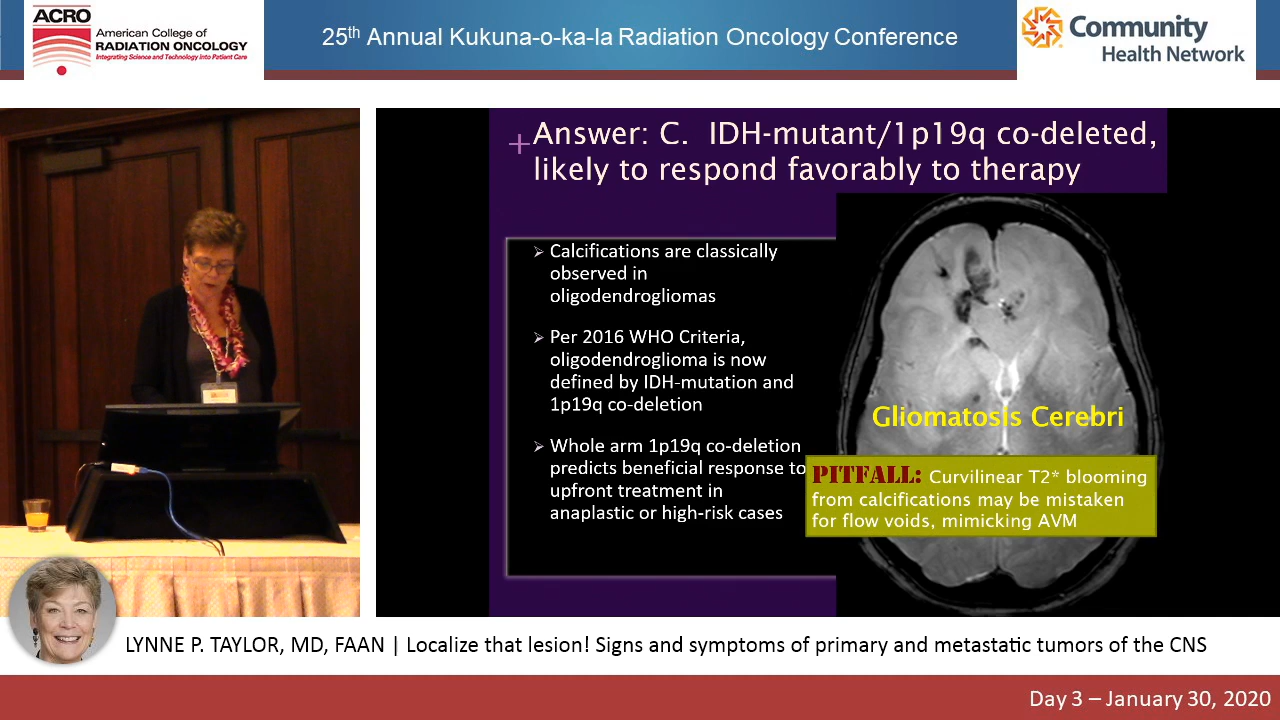 ACRO
American College of
RADIATION ONCOLOGY
Integrating Science and Technology Into Patient Care
25th Annual Kukuna-o-ka-la Radiation Oncology Conference
Community
Health Network
+Answer: C. IDH-mutant/1p19q co-deleted,
likely to respond favorably to therapy
➢ Calcifications are classically
observed in
oligodendrogliomas
➢ Per 2016 WHO Criteria,
oligodendroglioma is now
defined by IDH-mutation and
1p19q co-deletion
➢ Whole arm 1p19q co-deletion
predicts beneficial response to
upfront treatment in
anaplastic or high-risk cases
Gliomatosis Cerebri
PITFALL: Curvilinear T2* blooming
from calcifications may be mistaken
for flow voids, mimicking AVM
LYNNE P. TAYLOR, MD, FAAN | Localize that lesion! Signs and symptoms of primary and metastatic tumors of the CNS
Day 3 – January 30, 2020